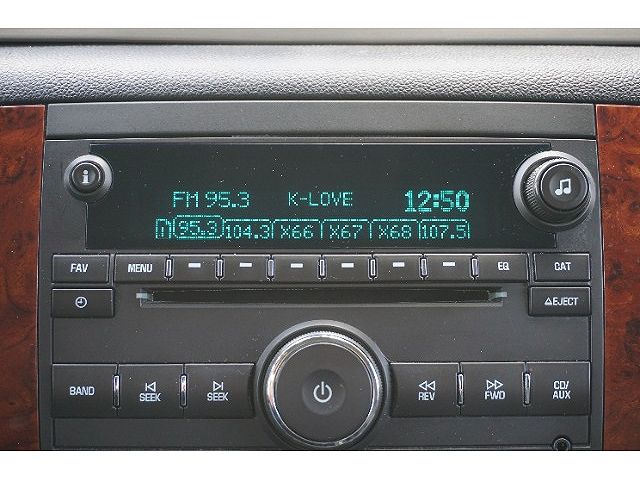 i
FM 95.3 K-LOVE 12:50
1 95.3 104.3 X66 X67 X68 107.5
FAV MENU EQ CAT
EJECT
BAND SEEK SEEK REV FWD CD/AUX